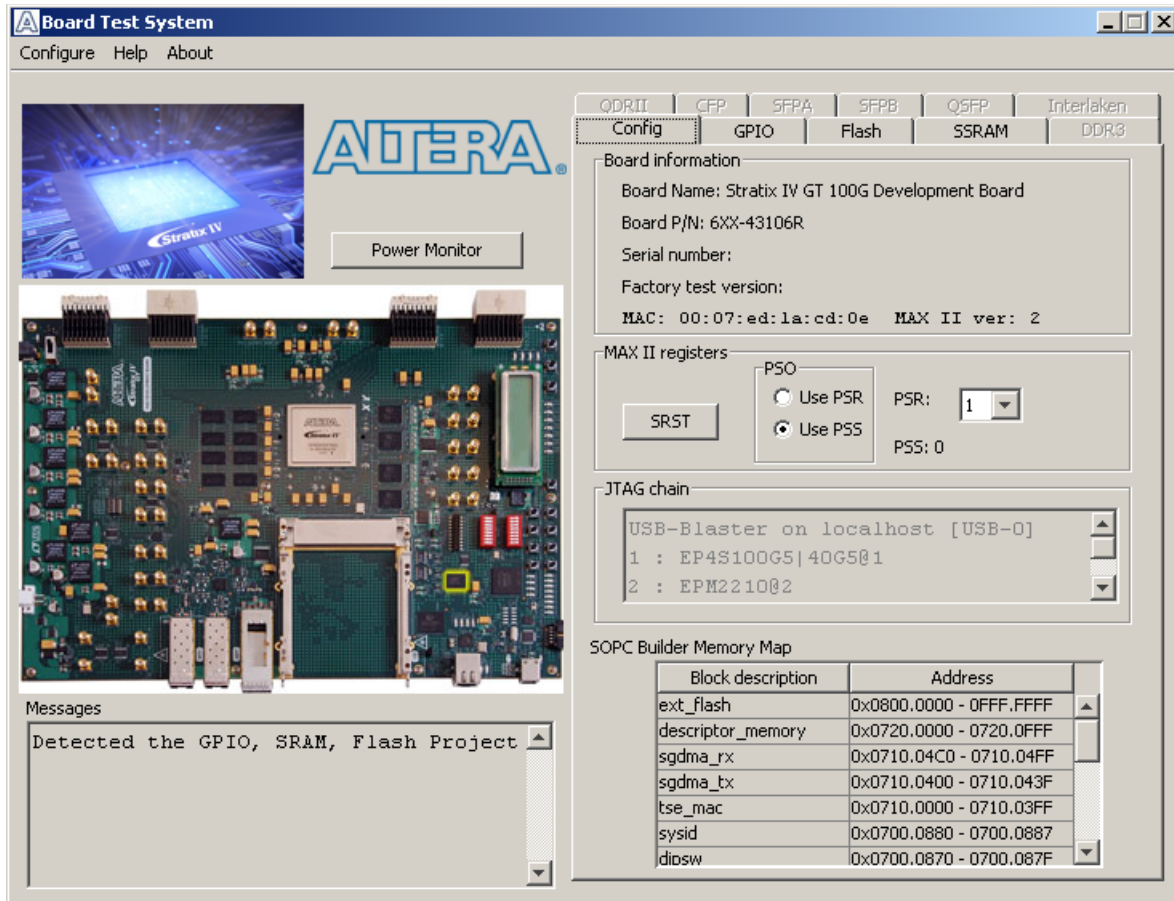 Board Test System
Configure Help About
Stratix IV
ALTERA®
Power Monitor
QDRII CFP SFPA SFPB QSFP Interlaken
Config GPIO Flash SSRAM DDR3
Board information
Board Name: Stratix IV GT 100G Development Board
Board P/N: 6XX-43106R
Serial number:
Factory test version:
MAC: 00:07:ed:1a:cd:0e MAX II ver: 2
MAX II registers
PSO
Use PSR
Use PSS
SRST
PSR: 1
PSS: 0
JTAG chain
USB-Blaster on localhost [USB-0]
1 : EP4S100G5|40G5@1
2 : EPM2210@2
SOPC Builder Memory Map
Block description Address
ext_flash 0x0800.0000 - 0FFF.FFFF
descriptor_memory 0x0720.0000 - 0720.0FFF
sgdma_rx 0x0710.04C0 - 0710.04FF
sgdma_tx 0x0710.0400 - 0710.043F
tse_mac 0x0710.0000 - 0710.03FF
sysid 0x0700.0880 - 0700.0887
dipsw 0x0700.0870 - 0700.087F
ALTERA
Stratix IV
ALTERA
Stratix IV
Messages
Detected the GPIO, SRAM, Flash Project